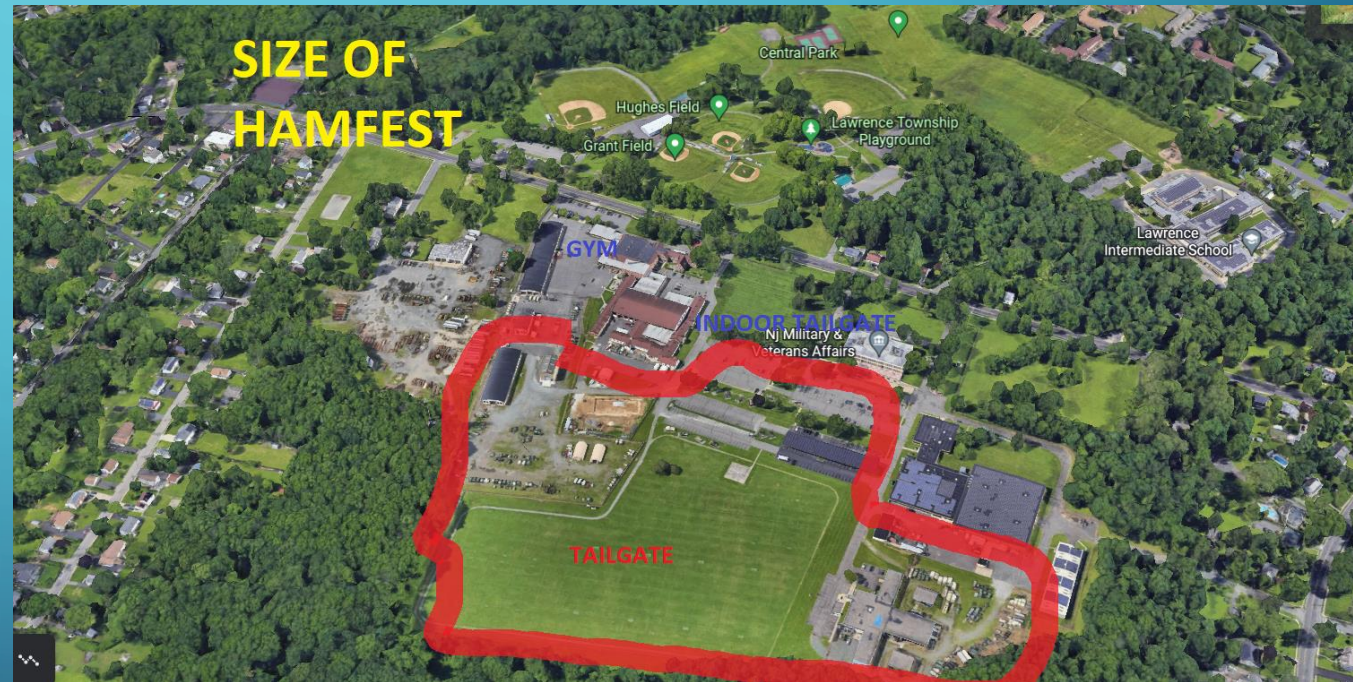 SIZE OF
HAMFEST
Central Park
Hughes Field
Grant Field
Lawrence Township
Playground
Lawrence
Intermediate School
GYM
INDOOR TAILGATE
Nj Military &
Veterans Affairs
TAILGATE